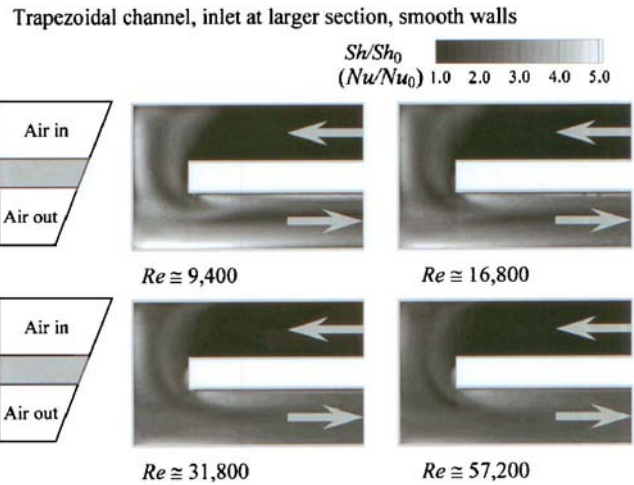 Trapezoidal channel, inlet at larger section, smooth walls
Sh/Sh₀
(Nu/Nu₀) 1.0 2.0 3.0 4.0 5.0
Air in
Air out
Re ≅ 9,400
Re ≅ 16,800
Air in
Air out
Re ≅ 31,800
Re ≅ 57,200